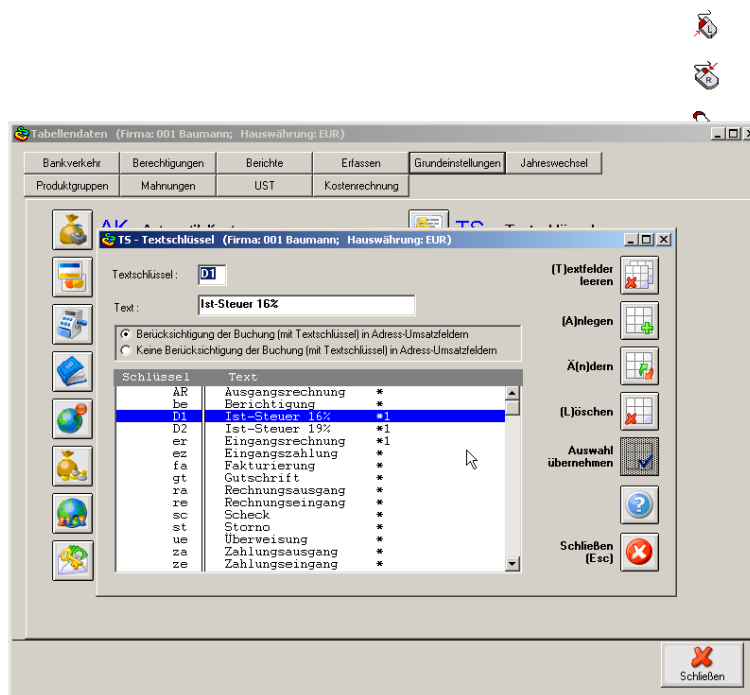 L
R
Tabellendaten (Firma: 001 Baumann; Hauswährung: EUR)
Bankverkehr Berechtigungen Berichte Erfassen Grundeinstellungen Jahreswechsel
Produktgruppen Mahnungen UST Kostenrechnung
TS - Textschlüssel (Firma: 001 Baumann; Hauswährung: EUR)
Textschlüssel: D1
(T)extfelder
leeren
Text: Ist-Steuer 16%
(A)nlegen
Berücksichtigung der Buchung (mit Textschlüssel) in Adress-Umsatzfeldern
Keine Berücksichtigung der Buchung (mit Textschlüssel) in Adress-Umsatzfeldern
Ä(n)dern
Schlüssel Text
AR Ausgangsrechnung *
be Berichtigung *
D1 Ist-Steuer 16% *1
D2 Ist-Steuer 19% *1
er Eingangsrechnung *1
ez Eingangszahlung *
fa Fakturierung *
gt Gutschrift *
ra Rechnungsausgang *
re Rechnungseingang *
sc Scheck *
st Storno *
ue Überweisung *
za Zahlungsausgang *
ze Zahlungseingang *
(L)öschen
Auswahl
übernehmen
Schließen
(Esc)
Schließen